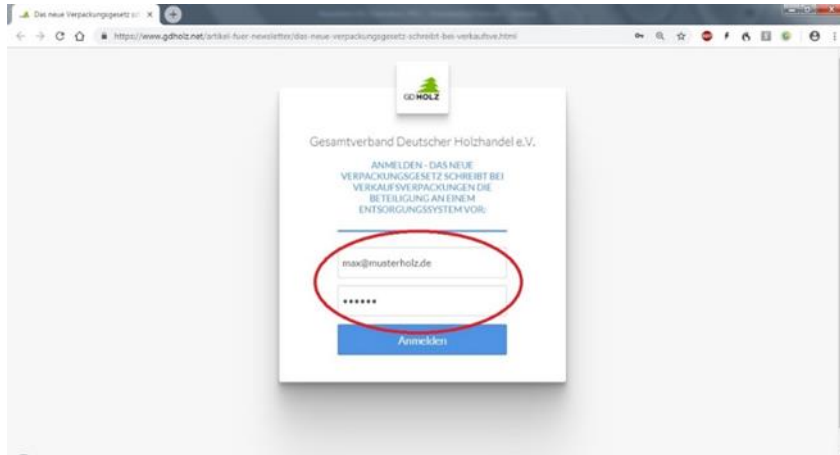 Das neue Verpackungsgesetz sc
https://www.gdholz.net/artikel-fuer-newsletter/das-neue-verpackungsgesetz-schreibt-bei-verkaufsve.html
GD HOLZ
Gesamtverband Deutscher Holzhandel e.V.
ANMELDEN - DAS NEUE
VERPACKUNGSGESETZ SCHREIBT BEI
VERKAUFSVERPACKUNGEN DIE
BETEILIGUNG AN EINEM
ENTSORGUNGSSYSTEM VOR:
max@musterholz.de
Anmelden